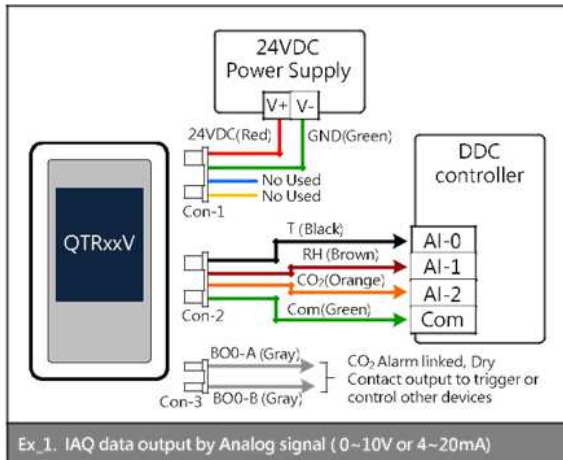 24VDC
Power Supply
V+ V-
24VDC(Red)
GND(Green)
No Used
No Used
Con-1
QTRxxV
DDC
controller
T (Black)
AI-0
RH (Brown)
AI-1
CO₂(Orange)
AI-2
Com(Green)
Com
Con-2
BO0-A (Gray)
BO0-B (Gray)
Con-3
CO₂ Alarm linked, Dry
Contact output to trigger or
control other devices
Ex_1. IAQ data output by Analog signal ( 0~10V or 4~20mA)